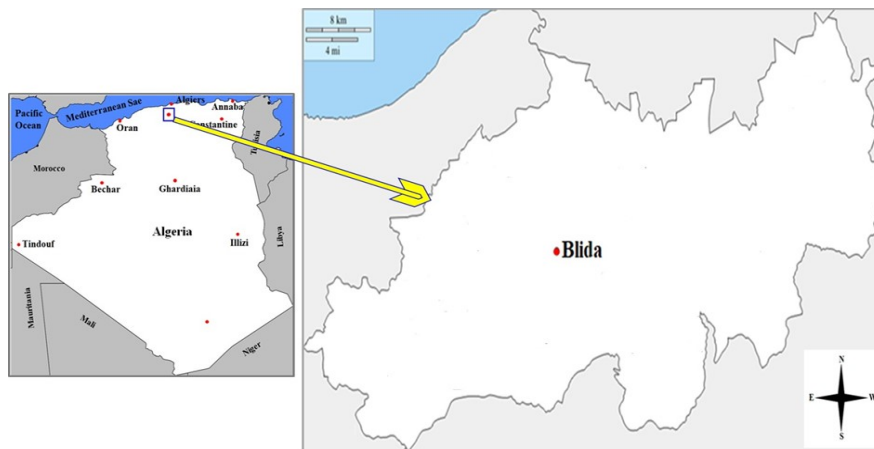 8 km
4 mi
Pacific
Ocean
Mediterranean Sae
Algiers
Annaba
Oran
Constantine
Tunisia
Morocco
Bechar
Ghardiaia
Algeria
Tindouf
Illizi
Libya
Mauritania
Mali
Niger
Blida
N
E
W
S